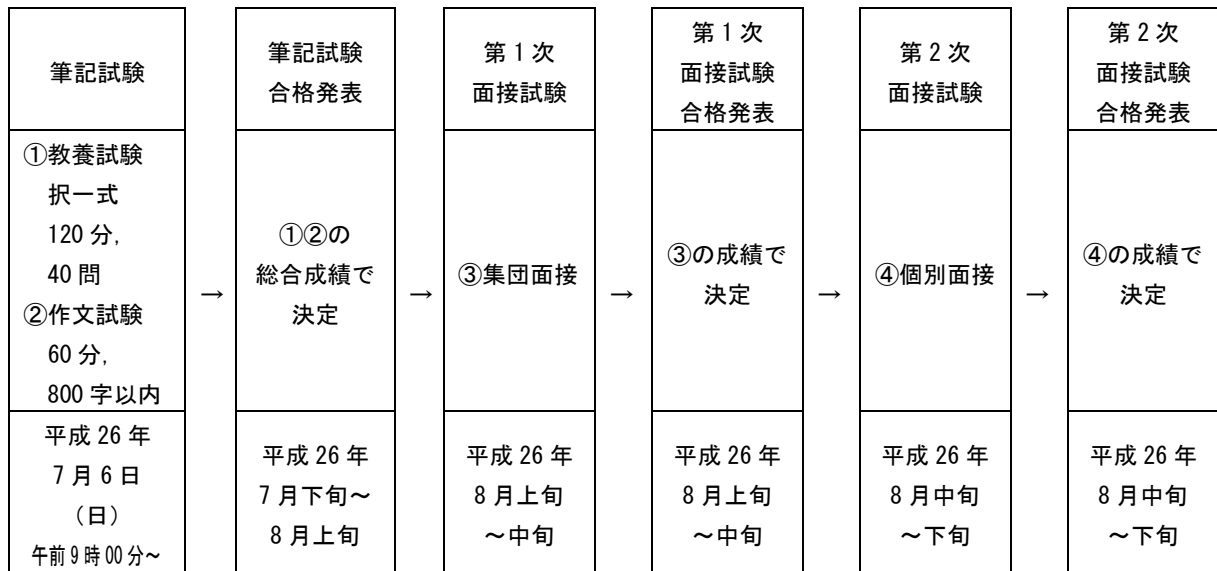 筆記試験
①教養試験
択一式
120分,
40問
②作文試験
60分,
800字以内
平成26年
7月6日
(日)
午前9時00分~
→
筆記試験
合格発表
①②の
総合成績で
決定
平成26年
7月下旬~
8月上旬
→
第1次
面接試験
③集団面接
平成26年
8月上旬
~中旬
→
第1次
面接試験
合格発表
③の成績で
決定
平成26年
8月上旬
~中旬
→
第2次
面接試験
④個別面接
平成26年
8月中旬
~下旬
→
第2次
面接試験
合格発表
④の成績で
決定
平成26年
8月中旬
~下旬